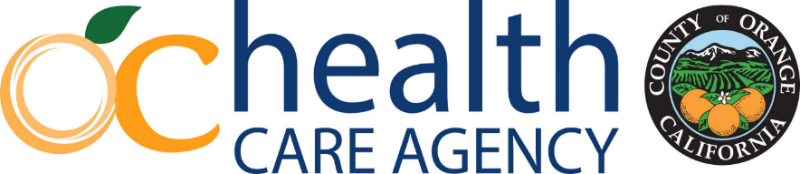 OC health
CARE AGENCY
COUNTY OF ORANGE
CALIFORNIA